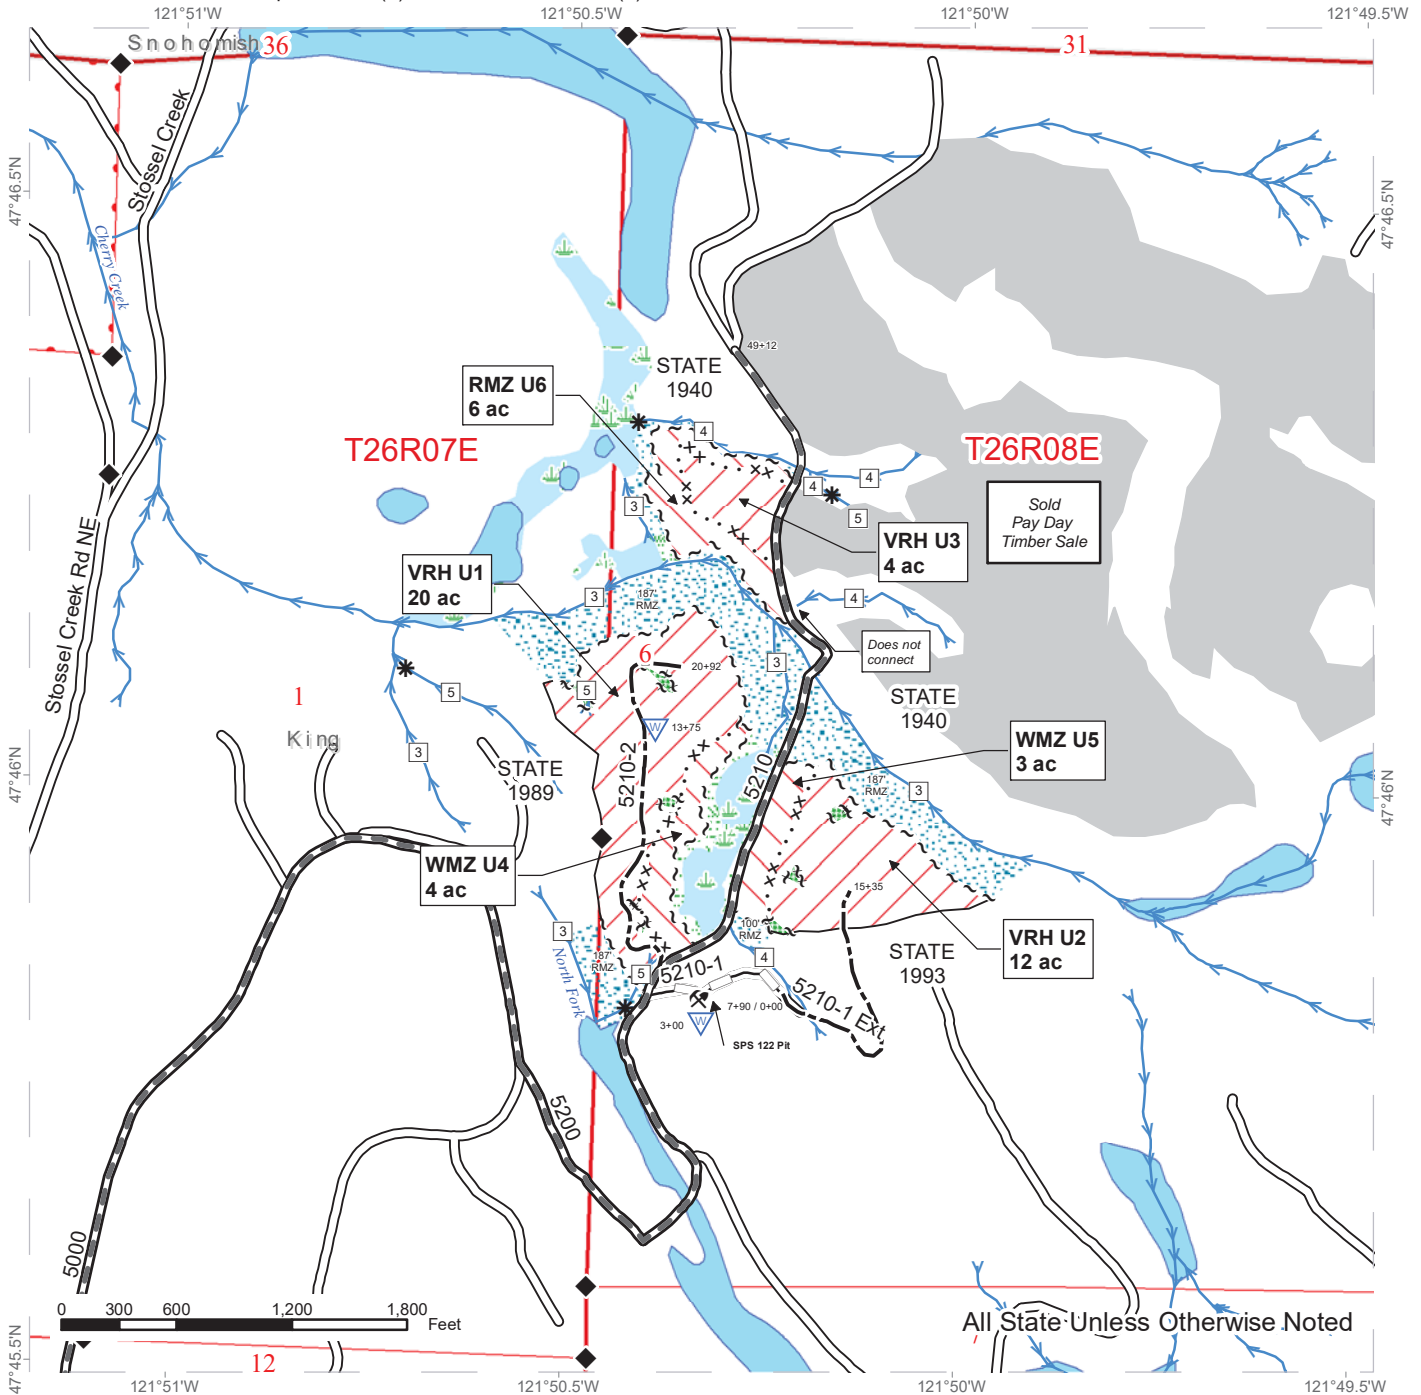 121°51'W
121°50.5'W
121°50'W
121°49.5'W
Snohomish
36
31
Stossel Creek
47°46.5'N
47°46.5'N
Cherry Creek
49+12
STATE
1940
RMZ U6
6 ac
4
T26R07E
T26R08E
4
4
Sold
Pay Day
Timber Sale
3
5
VRH U3
4 ac
Stossel Creek Rd NE
VRH U1
20 ac
3
187'
RMZ
4
Does not
connect
6
20+92
3
5
5
1
STATE
1940
King
W
13+75
WMZ U5
3 ac
3
5210-2
5210
STATE
1989
187'
RMZ
3
47°46'N
47°46'N
WMZ U4
4 ac
15+35
3
100'
RMZ
VRH U2
12 ac
STATE
1993
North Fork
187'
RMZ
5
5210-1
4
5210-1 Ext
7+90 / 0+00
3+00
W
SPS 122 Pit
5200
5000
0 300 600 1,200 1,800
Feet
All State Unless Otherwise Noted
12
47°45.5'N
121°51'W
121°50.5'W
121°50'W
121°49.5'W